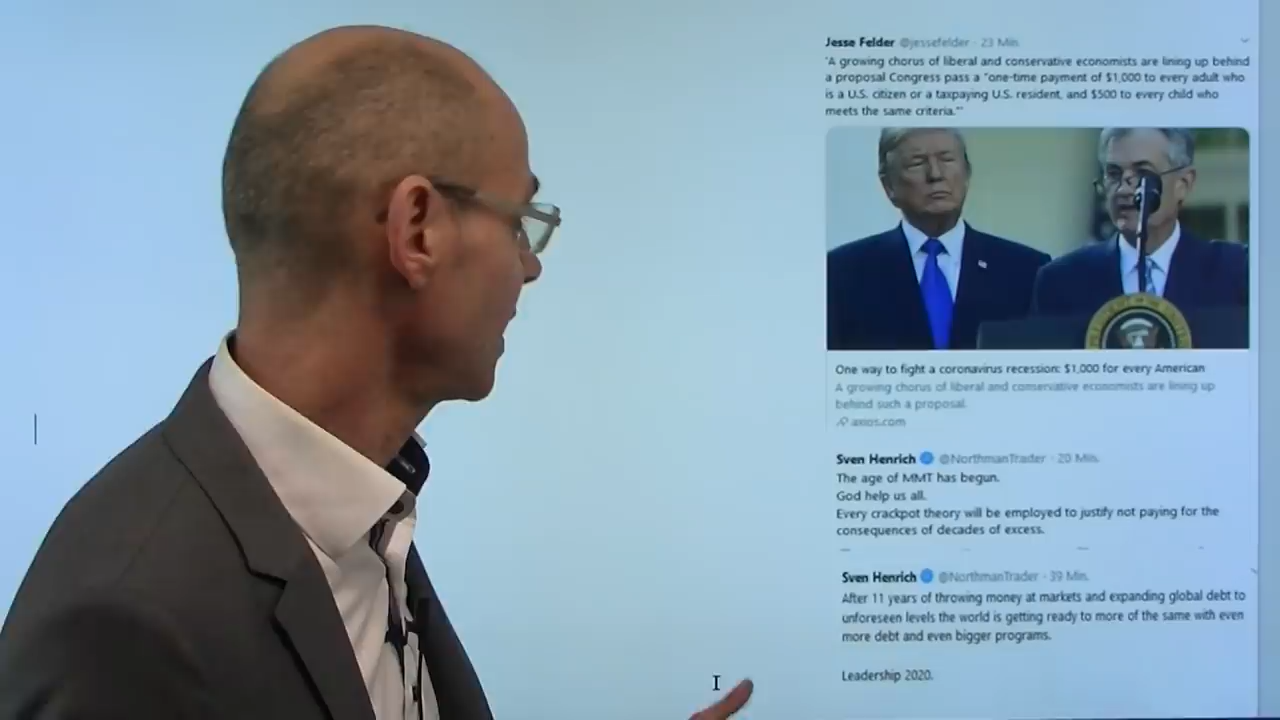 Jesse Felder @jessefelder · 23 Min.
"A growing chorus of liberal and conservative economists are lining up behind
a proposal Congress pass a "one-time payment of $1,000 to every adult who
is a U.S. citizen or a taxpaying U.S. resident, and $500 to every child who
meets the same criteria.""
One way to fight a coronavirus recession: $1,000 for every American
A growing chorus of liberal and conservative economists are lining up
behind such a proposal.
axios.com
Sven Henrich @NorthmanTrader · 20 Min.
The age of MMT has begun.
God help us all.
Every crackpot theory will be employed to justify not paying for the
consequences of decades of excess.
Sven Henrich @NorthmanTrader · 39 Min.
After 11 years of throwing money at markets and expanding global debt to
unforeseen levels the world is getting ready to more of the same with even
more debt and even bigger programs.
Leadership 2020.